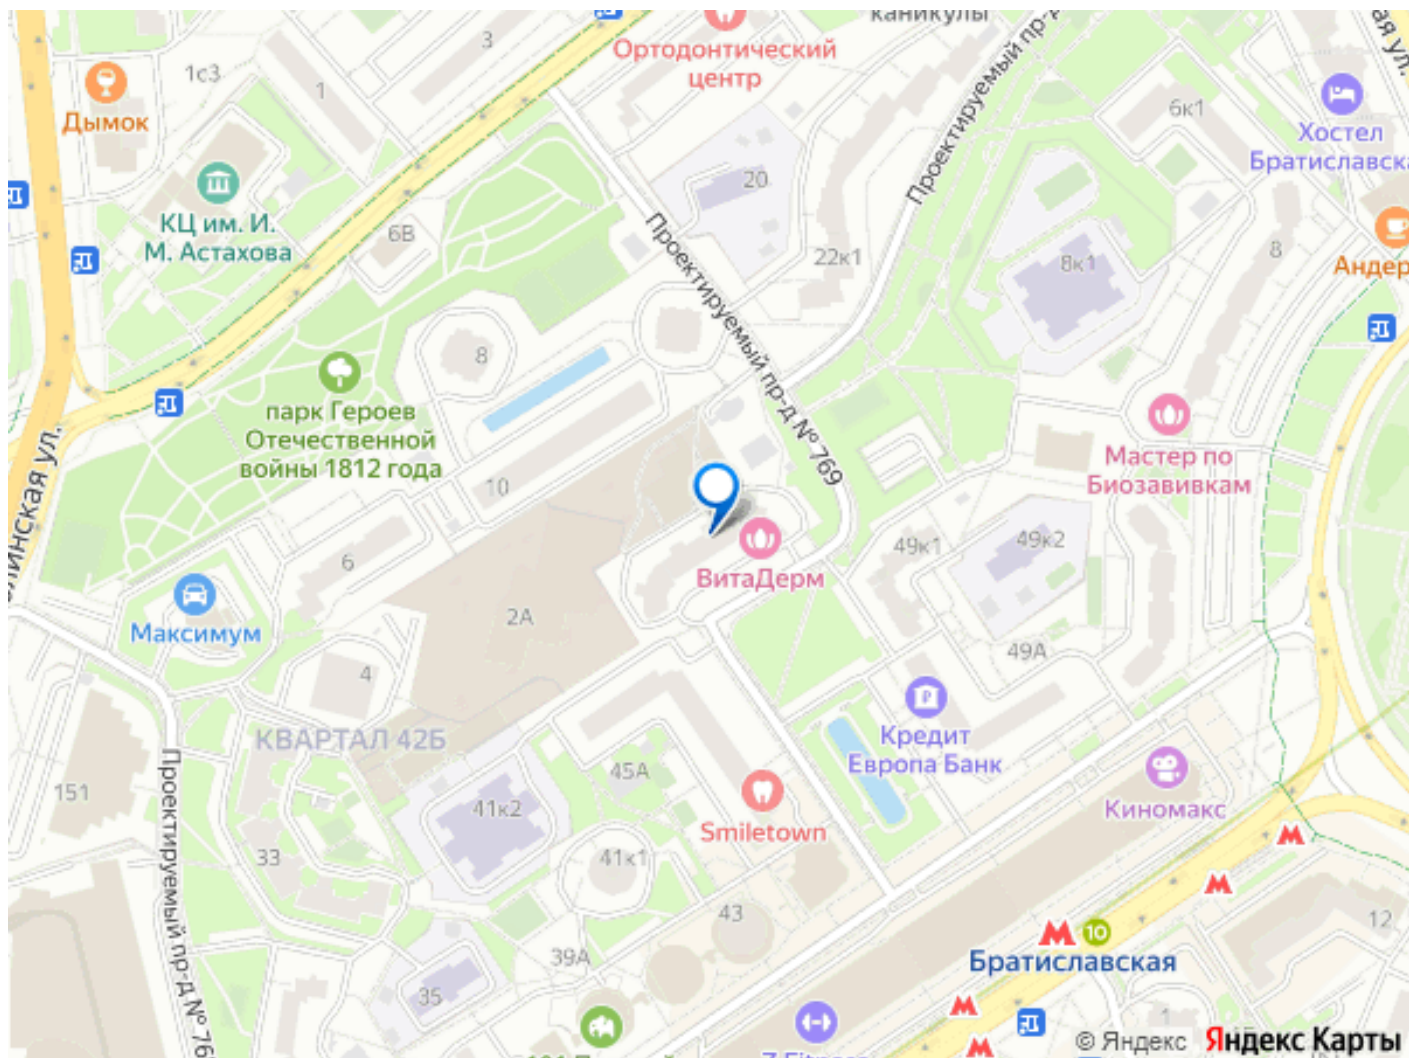 каникулы
Ортодонтический
центр
3
1с3
1
Дымок
6к1
Хостел
Братиславска
20
Проектируемый пр-д
КЦ им. И.
М. Астахова
6В
22к1
8к1
8
Андер
Проектируемый пр-д № 769
8
парк Героев
Отечественной
войны 1812 года
10
Мастер по
Биозавивкам
49к1
49к2
6
ВитаДерм
Максимум
2А
49А
4
КВАРТАЛ 42Б
Кредит
Европа Банк
45А
151
41к2
Smiletown
Киномакс
33
41к1
43
12
10
Братиславская
39А
35
Проектируемый пр-д № 76
1
© Яндекс
Яндекс Карты